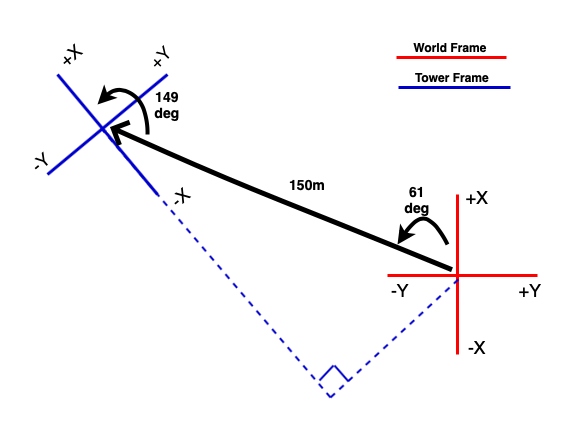 World Frame
Tower Frame
+X
+Y
149
deg
-Y
-X
150m
61
deg
+X
-Y
+Y
-X